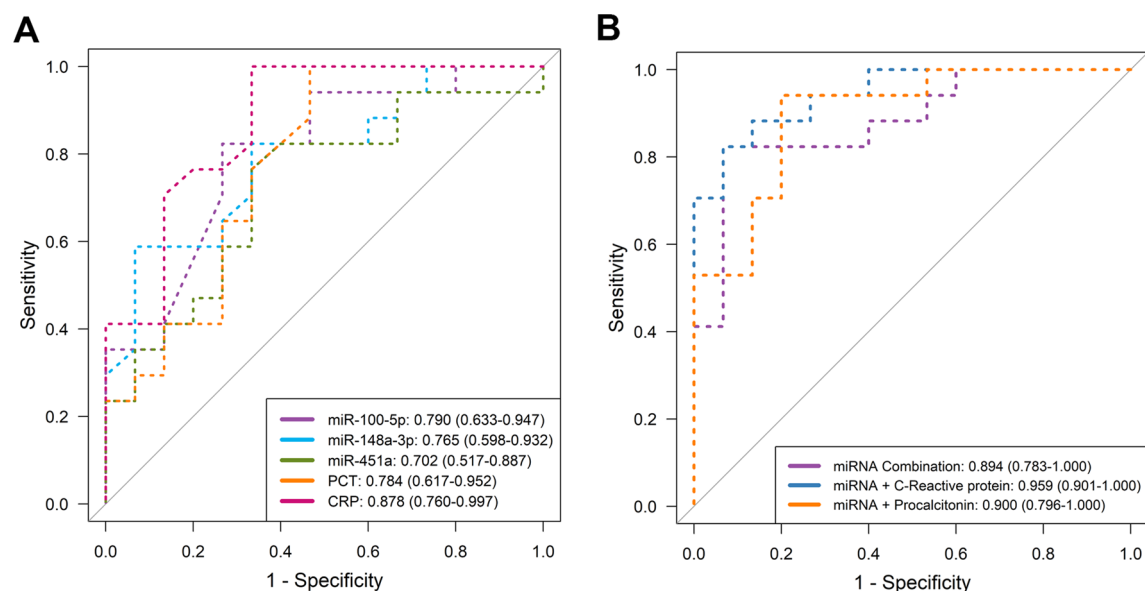 A
1.0
0.8
0.6
0.4
0.2
0.0
Sensitivity
miR-100-5p: 0.790 (0.633-0.947)
miR-148a-3p: 0.765 (0.598-0.932)
miR-451a: 0.702 (0.517-0.887)
PCT: 0.784 (0.617-0.952)
CRP: 0.878 (0.760-0.997)
0.0 0.2 0.4 0.6 0.8 1.0
1 - Specificity
B
1.0
0.8
0.6
0.4
0.2
0.0
Sensitivity
miRNA Combination: 0.894 (0.783-1.000)
miRNA + C-Reactive protein: 0.959 (0.901-1.000)
miRNA + Procalcitonin: 0.900 (0.796-1.000)
0.0 0.2 0.4 0.6 0.8 1.0
1 - Specificity